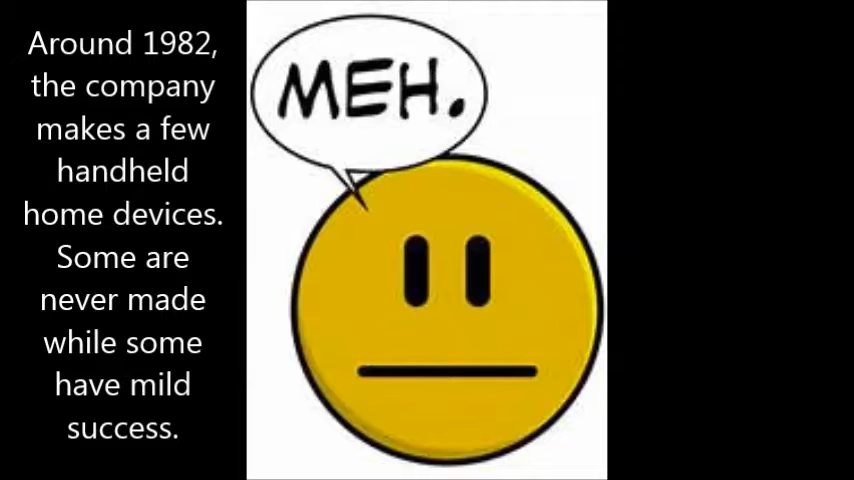 Around 1982,
the company
makes a few
handheld
home devices.
Some are
never made
while some
have mild
success.
MEH.